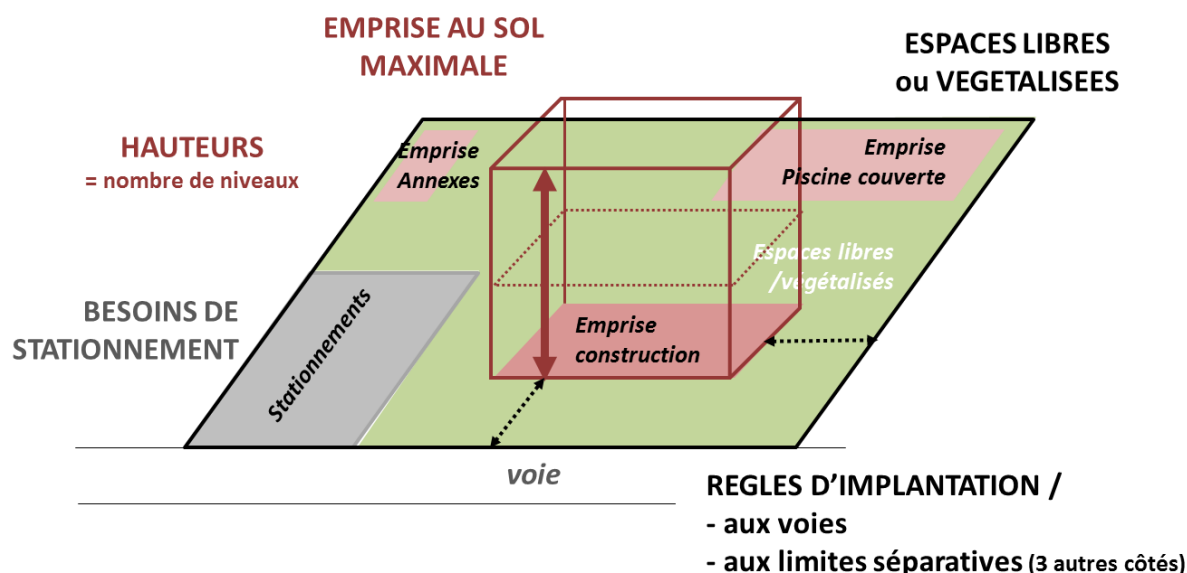 EMPRISE AU SOL
MAXIMALE
ESPACES LIBRES
ou VEGETALISEES
HAUTEURS
= nombre de niveaux
Emprise
Annexes
Emprise
Piscine couverte
Espaces libres
/végétalisés
BESOINS DE
STATIONNEMENT
Stationnements
Emprise
construction
voie
REGLES D'IMPLANTATION /
- aux voies
- aux limites séparatives (3 autres côtés)